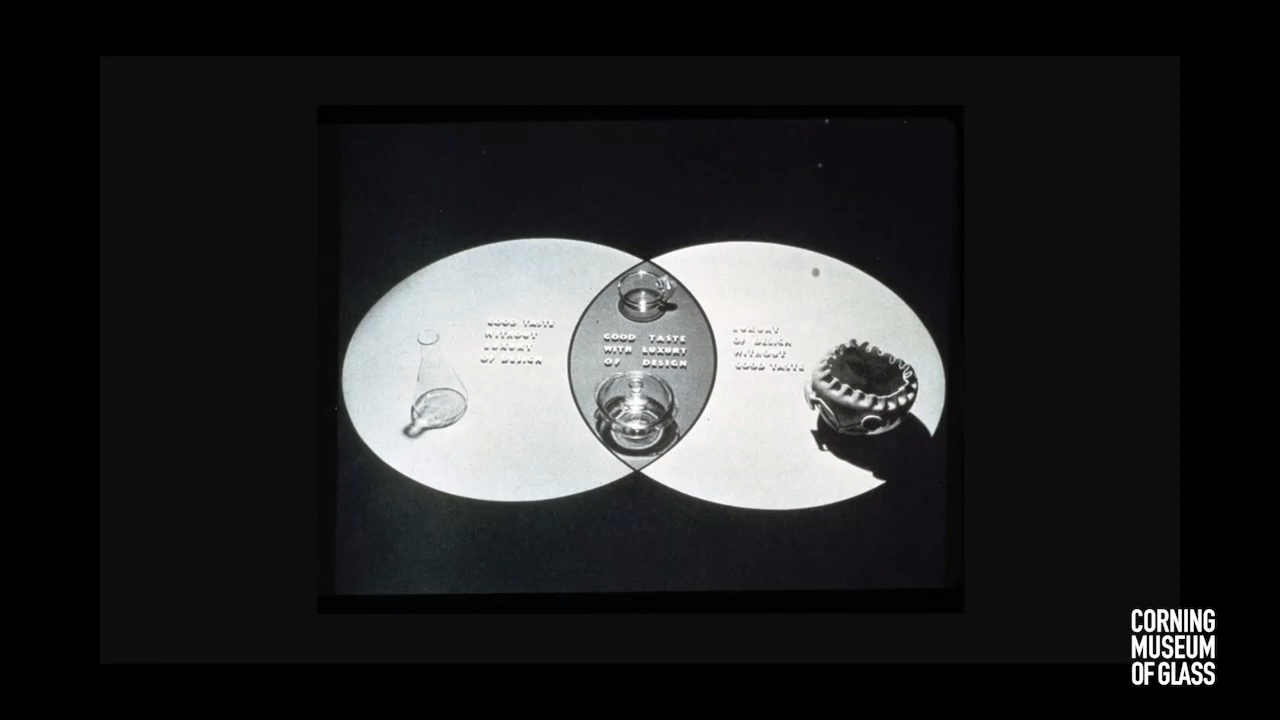 GOOD TASTE
WITHOUT
LUXURY
OF DESIGN
GOOD TASTE
WITH LUXURY
OF DESIGN
LUXURY
OF DESIGN
WITHOUT
GOOD TASTE
CORNING
MUSEUM
OF GLASS